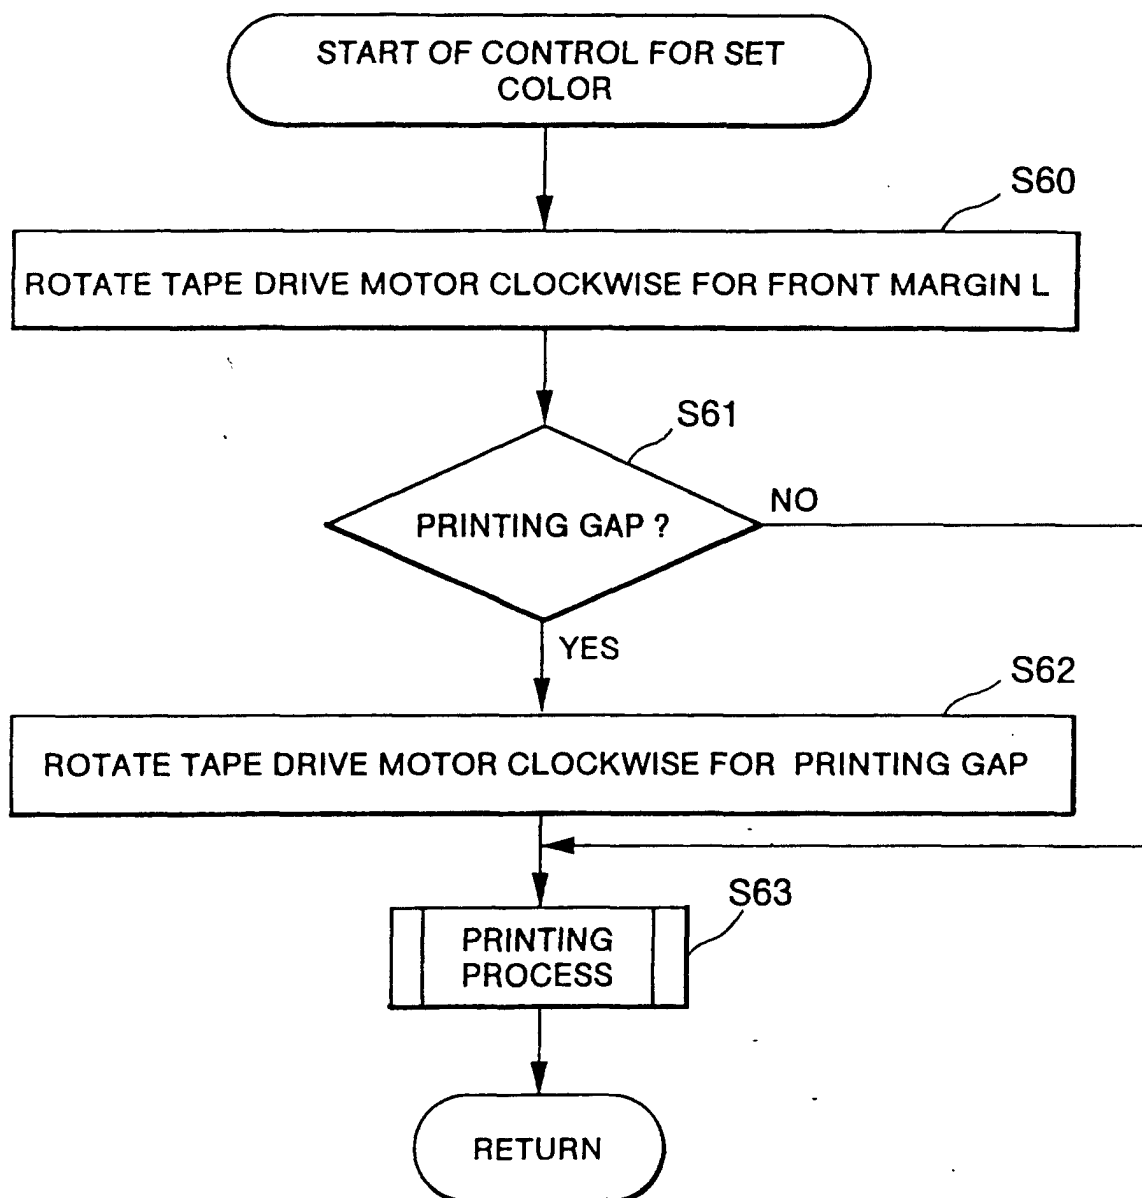 START OF CONTROL FOR SET
COLOR
S60
ROTATE TAPE DRIVE MOTOR CLOCKWISE FOR FRONT MARGIN L
S61
PRINTING GAP ?
NO
YES
S62
ROTATE TAPE DRIVE MOTOR CLOCKWISE FOR PRINTING GAP
S63
PRINTING
PROCESS
RETURN